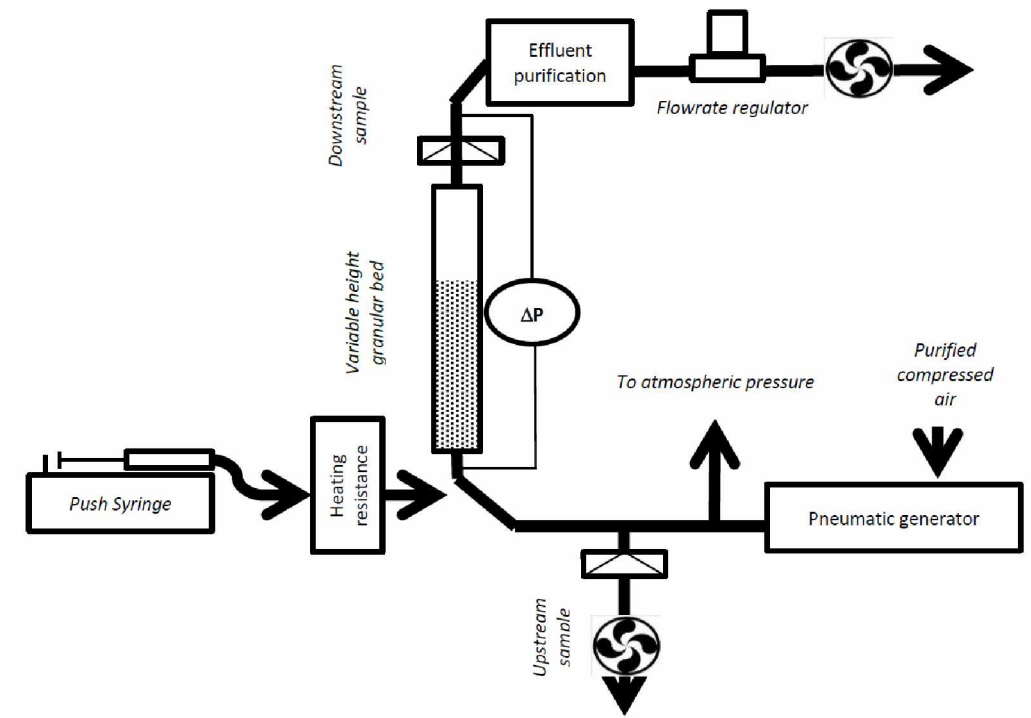 Effluent
purification
Flowrate regulator
Downstream
sample
Variable height
granular bed
ΔP
To atmospheric pressure
Purified
compressed
air
Push Syringe
Heating
resistance
Pneumatic generator
Upstream
sample